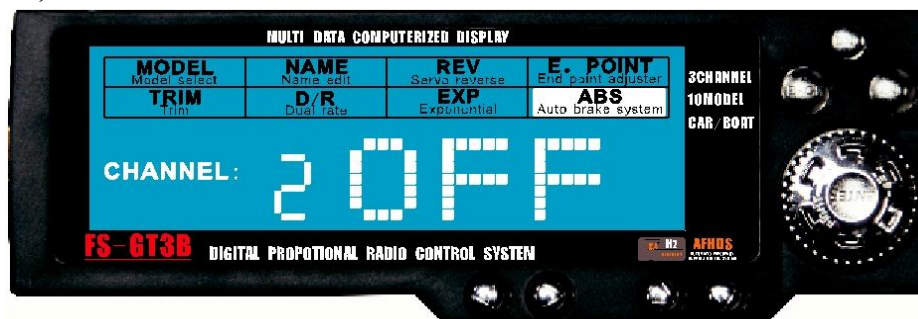 MULTI DATA COMPUTERIZED DISPLAY
MODEL NAME REV E. POINT
Model select Name edit Servo reverse End point adjuster
TRIM D/R EXP ABS
Trim Dual rate Exponential Auto brake system
3CHANNEL
10MODEL
CAR/BOAT
CHANNEL: 2 OFF
FS-GT3B DIGITAL PROPOTIONAL RADIO CONTROL SYSTEM
AFHDS